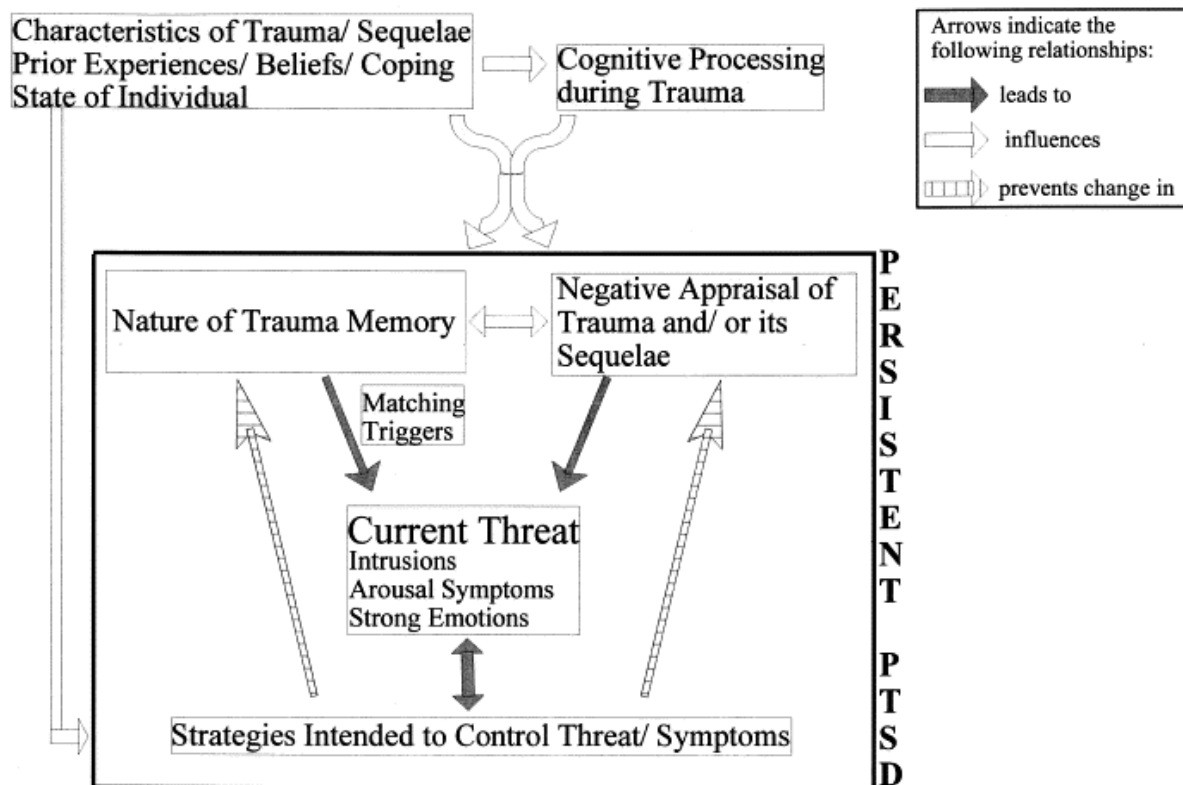 Characteristics of Trauma/ Sequelae
Prior Experiences/ Beliefs/ Coping
State of Individual
Cognitive Processing
during Trauma
Arrows indicate the
following relationships:
leads to
influences
prevents change in
Nature of Trauma Memory
Negative Appraisal of
Trauma and/ or its
Sequelae
Matching
Triggers
Current Threat
Intrusions
Arousal Symptoms
Strong Emotions
Strategies Intended to Control Threat/ Symptoms
PERSISTENT PTSD